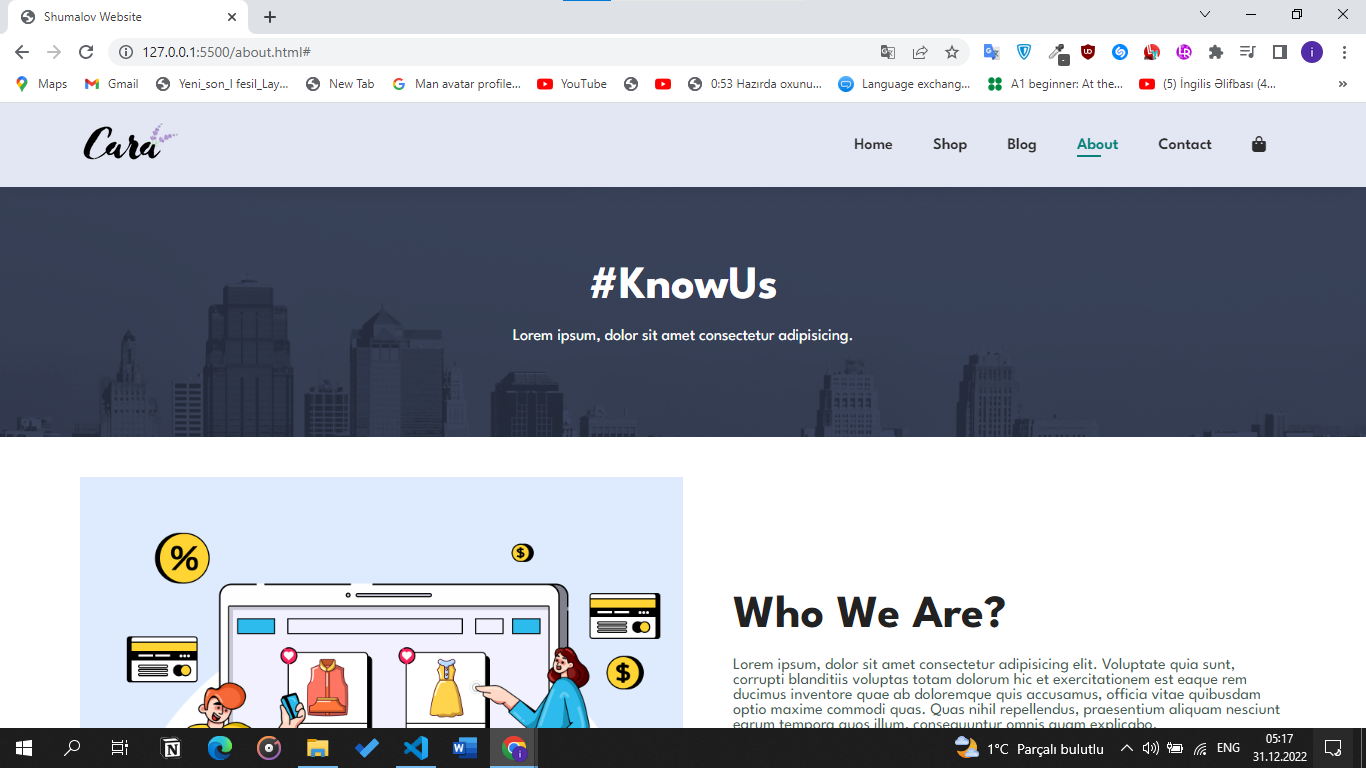 Shumalov Website
127.0.0.1:5500/about.html#
Maps Gmail Yeni_son_I fesil_Lay... New Tab Man avatar profile... YouTube 0:53 Hazırda oxunu... Language exchang... A1 beginner: At the... (5) İngilis Əlifbası (4... »
Cara
Home Shop Blog About Contact
#KnowUs
Lorem ipsum, dolor sit amet consectetur adipisicing.
%
$
$
Who We Are?
Lorem ipsum, dolor sit amet consectetur adipisicing elit. Voluptate quia sunt,
corrupti blanditiis voluptas totam dolorum hic et exercitationem est eaque rem
ducimus inventore quae ab doloremque quis accusamus, officia vitae quibusdam
optio maxime commodi quas. Quas nihil repellendus, praesentium aliquam nesciunt
earum tempora quos illum, consequuntur omnis quam explicabo.
1°C Parçalı bulutlu ENG 05:17
31.12.2022